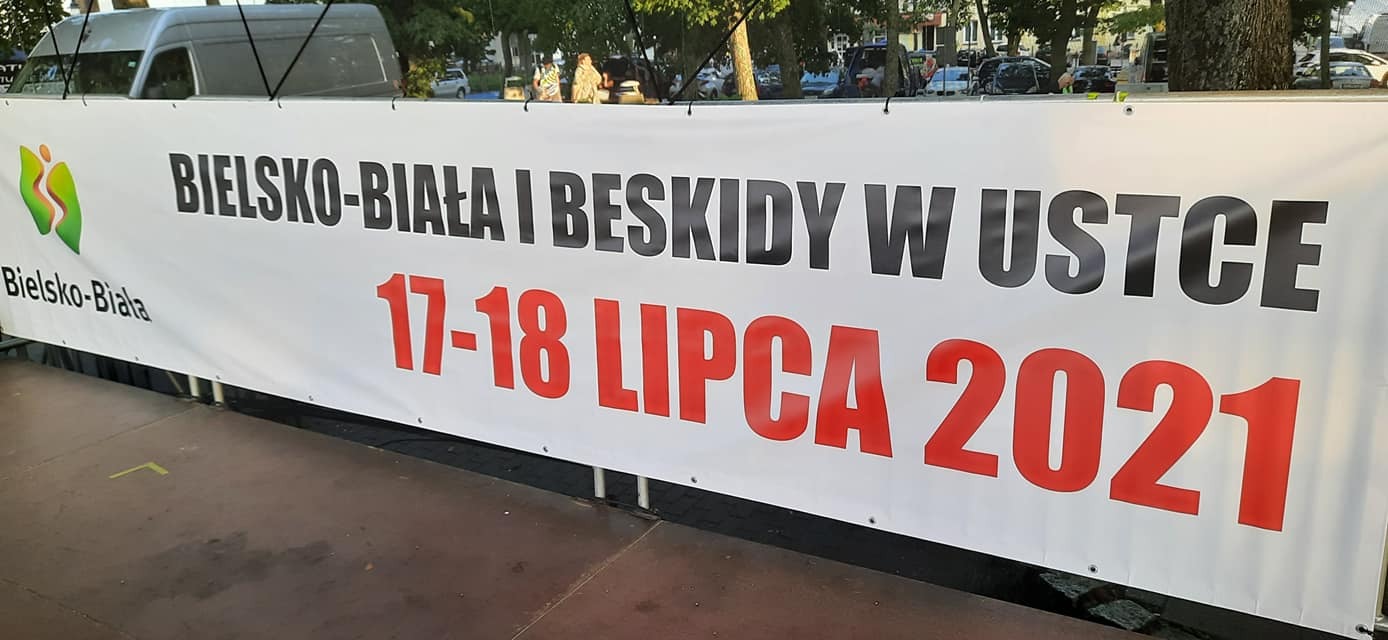 BIELSKO-BIAŁA I BESKIDY W USTCE
17-18 LIPCA 2021
Bielsko-Biała